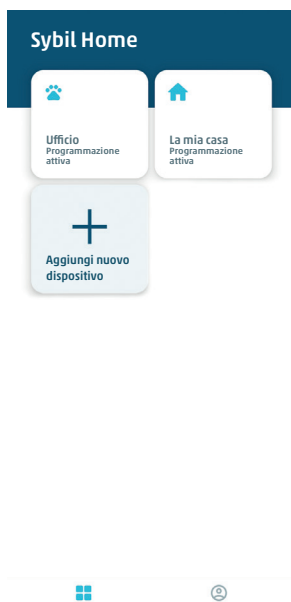 Sybil Home
Ufficio
Programmazione
attiva
La mia casa
Programmazione
attiva
Aggiungi nuovo
dispositivo